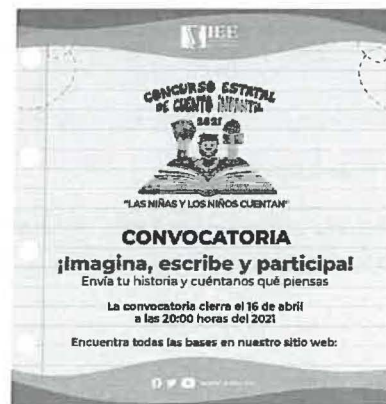 IEE
CONCURSO ESTATAL
DE CUENTO INFANTIL
2021
"LAS NIÑAS Y LOS NIÑOS CUENTAN"
CONVOCATORIA
¡Imagina, escribe y participa!
Envía tu historia y cuéntanos qué piensas
La convocatoria cierra el 16 de abril
a las 20:00 horas del 2021
Encuentra todas las bases en nuestro sitio web: